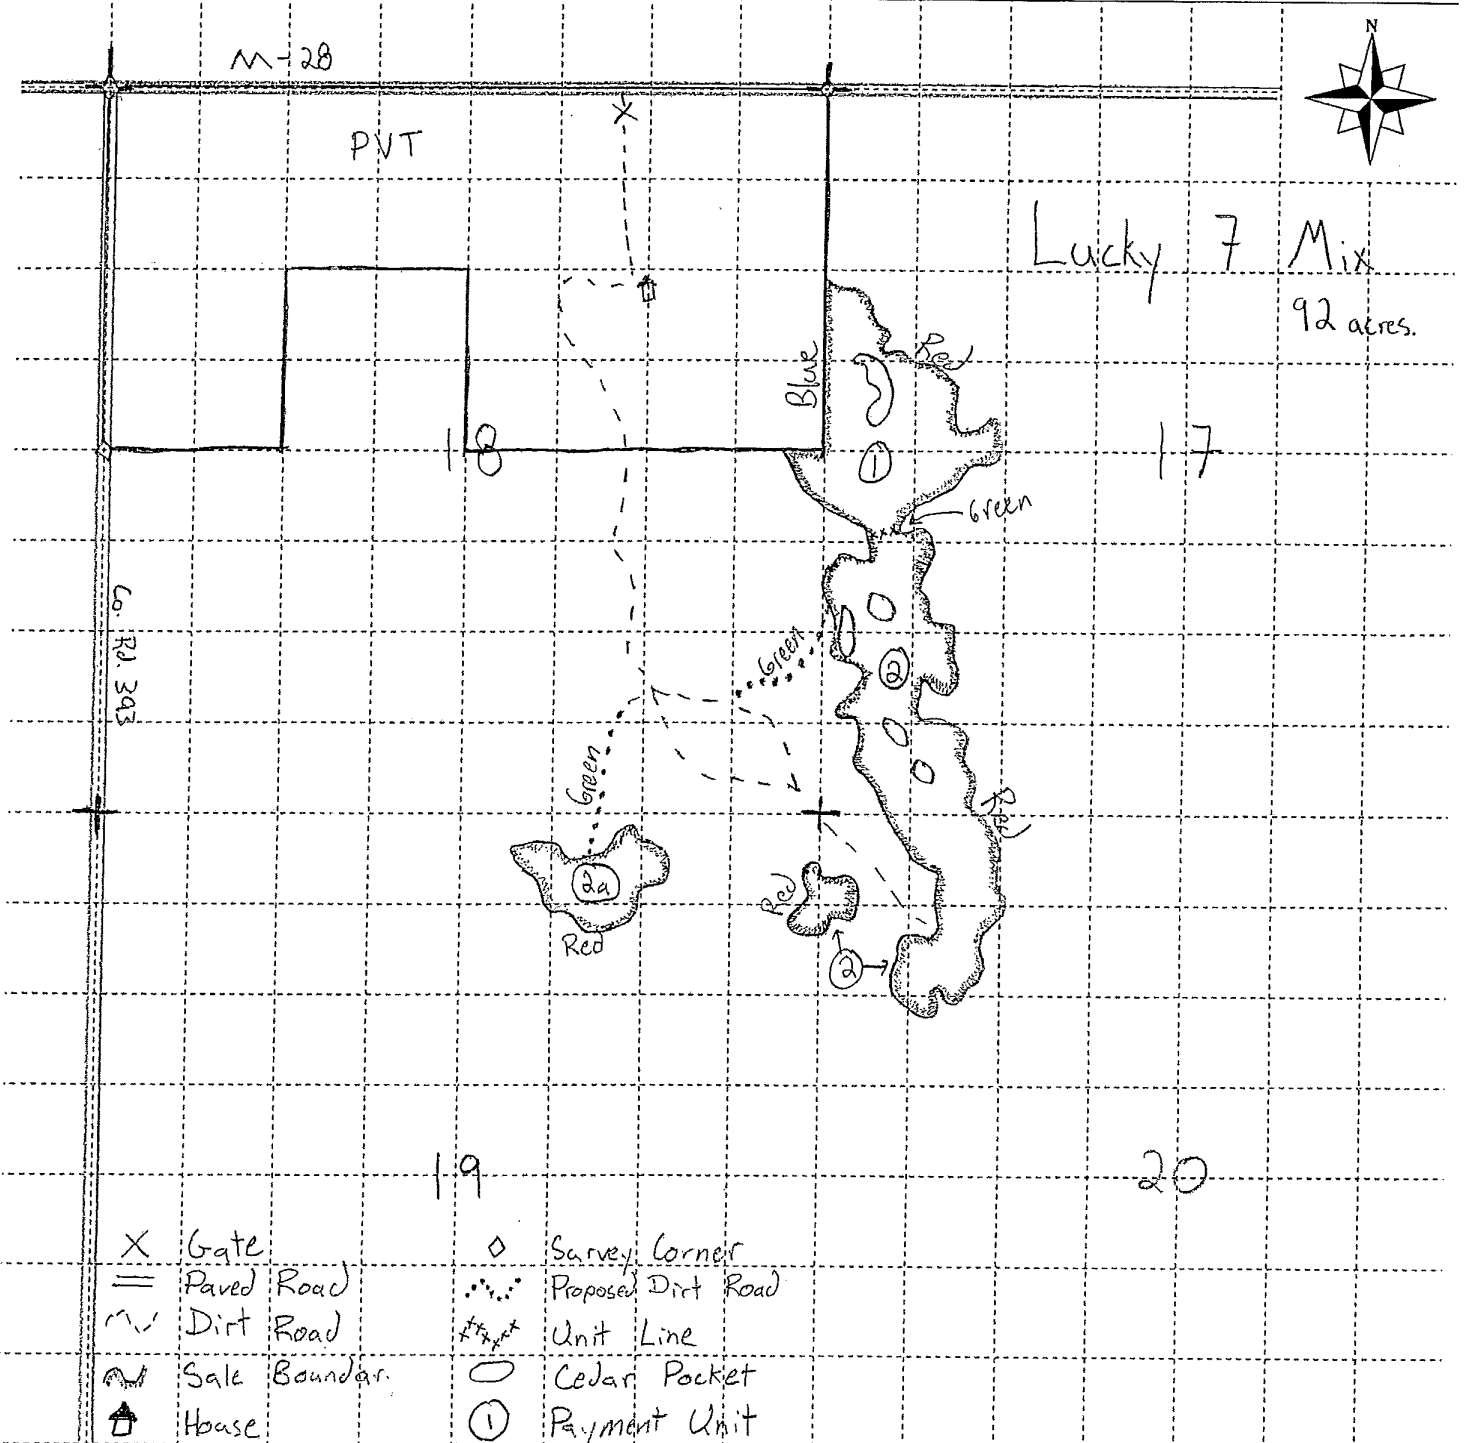 N
M-28
PVT
Lucky 7 Mix
92 acres.
Red
Blue
18
1
17
Green
Co. Rd. 393
Green
2
Green
Red
2a
Red
Red
2
19
20
X Gate
Survey Corner
Paved Road
Proposed Dirt Road
Dirt Road
Unit Line
Sale Boundar.
Cedar Pocket
House
1 Payment Unit